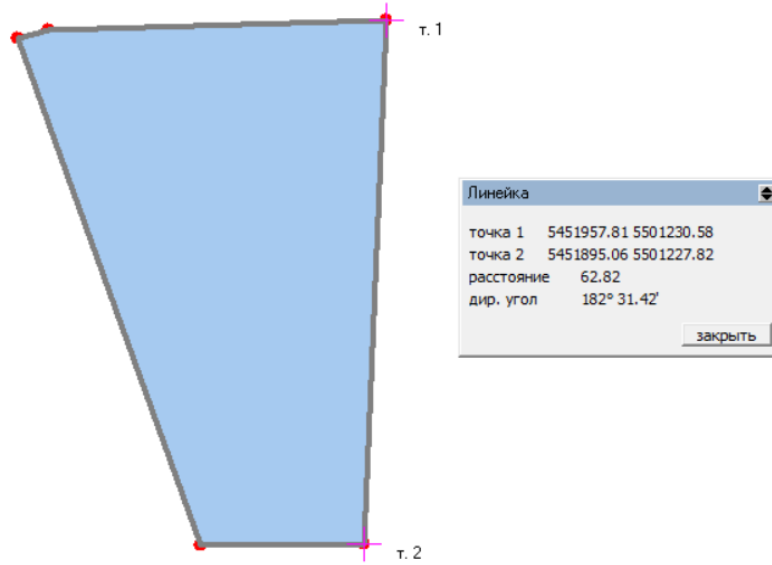 т. 1
Линейка
точка 1 5451957.81 5501230.58
точка 2 5451895.06 5501227.82
расстояние 62.82
дир. угол 182° 31.42'
закрыть
т. 2